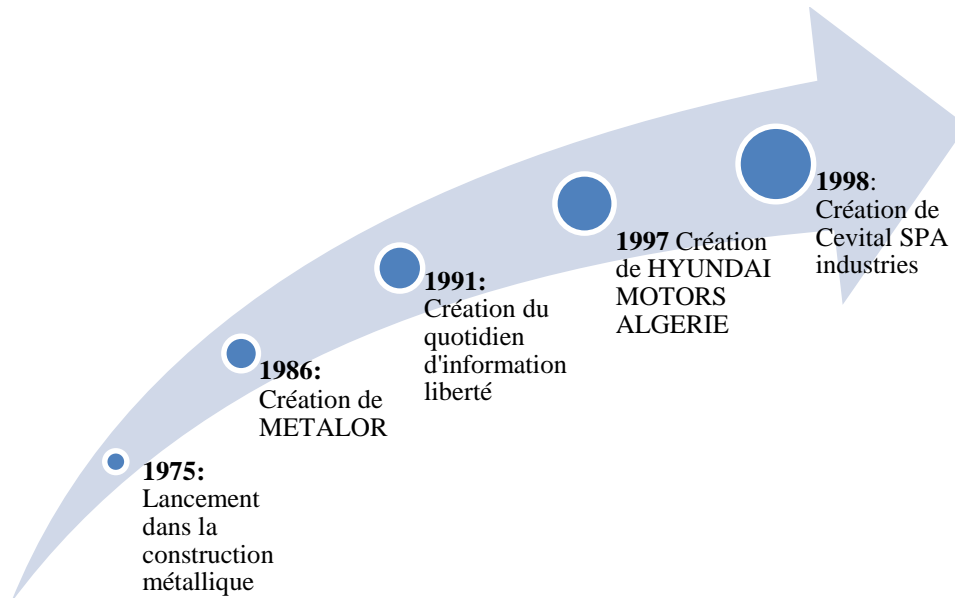 1975:
Lancement
dans la
construction
métallique
1986:
Création de
METALOR
1991:
Création du
quotidien
d'information
liberté
1997 Création
de HYUNDAI
MOTORS
ALGERIE
1998:
Création de
Cevital SPA
industries